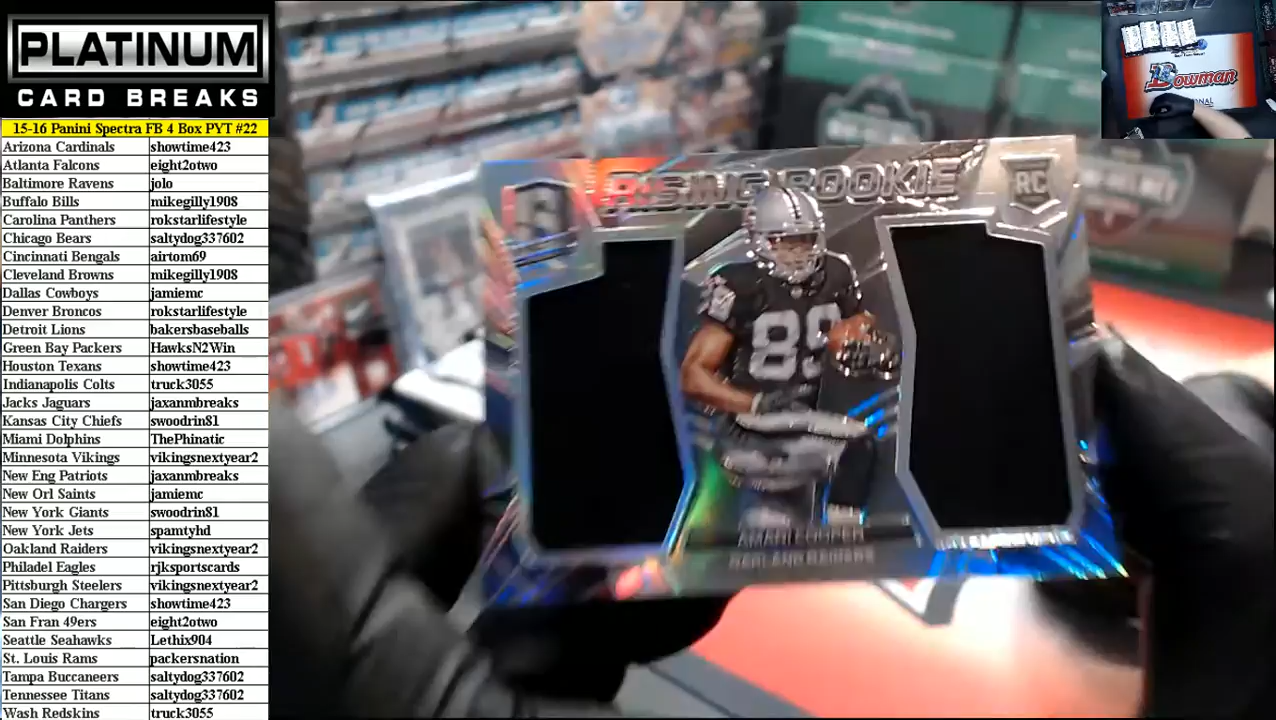 PLATINUM
CARD BREAKS
15-16 Panini Spectra FB 4 Box PYT #22
Arizona Cardinals showtime423
Atlanta Falcons eight2otwo
Baltimore Ravens jolo
Buffalo Bills mikegilly1908
Carolina Panthers rokstarlifestyle
Chicago Bears saltydog337602
Cincinnati Bengals airtom69
Cleveland Browns mikegilly1908
Dallas Cowboys jamiemc
Denver Broncos rokstarlifestyle
Detroit Lions bakersbaseballs
Green Bay Packers HawksN2Win
Houston Texans showtime423
Indianapolis Colts truck3055
Jacks Jaguars jaxanmbreaks
Kansas City Chiefs swoodrin81
Miami Dolphins ThePhinatic
Minnesota Vikings vikingsnextyear2
New Eng Patriots jaxanmbreaks
New Orl Saints jamiemc
New York Giants swoodrin81
New York Jets spamtyhd
Oakland Raiders vikingsnextyear2
Philadel Eagles rjksportscards
Pittsburgh Steelers vikingsnextyear2
San Diego Chargers showtime423
San Fran 49ers eight2otwo
Seattle Seahawks Lethix904
St. Louis Rams packersnation
Tampa Buccaneers saltydog337602
Tennessee Titans saltydog337602
Wash Redskins truck3055
Bowman
RISING ROOKIE
RC
89
AMARI COOPER
OAKLAND RAIDERS